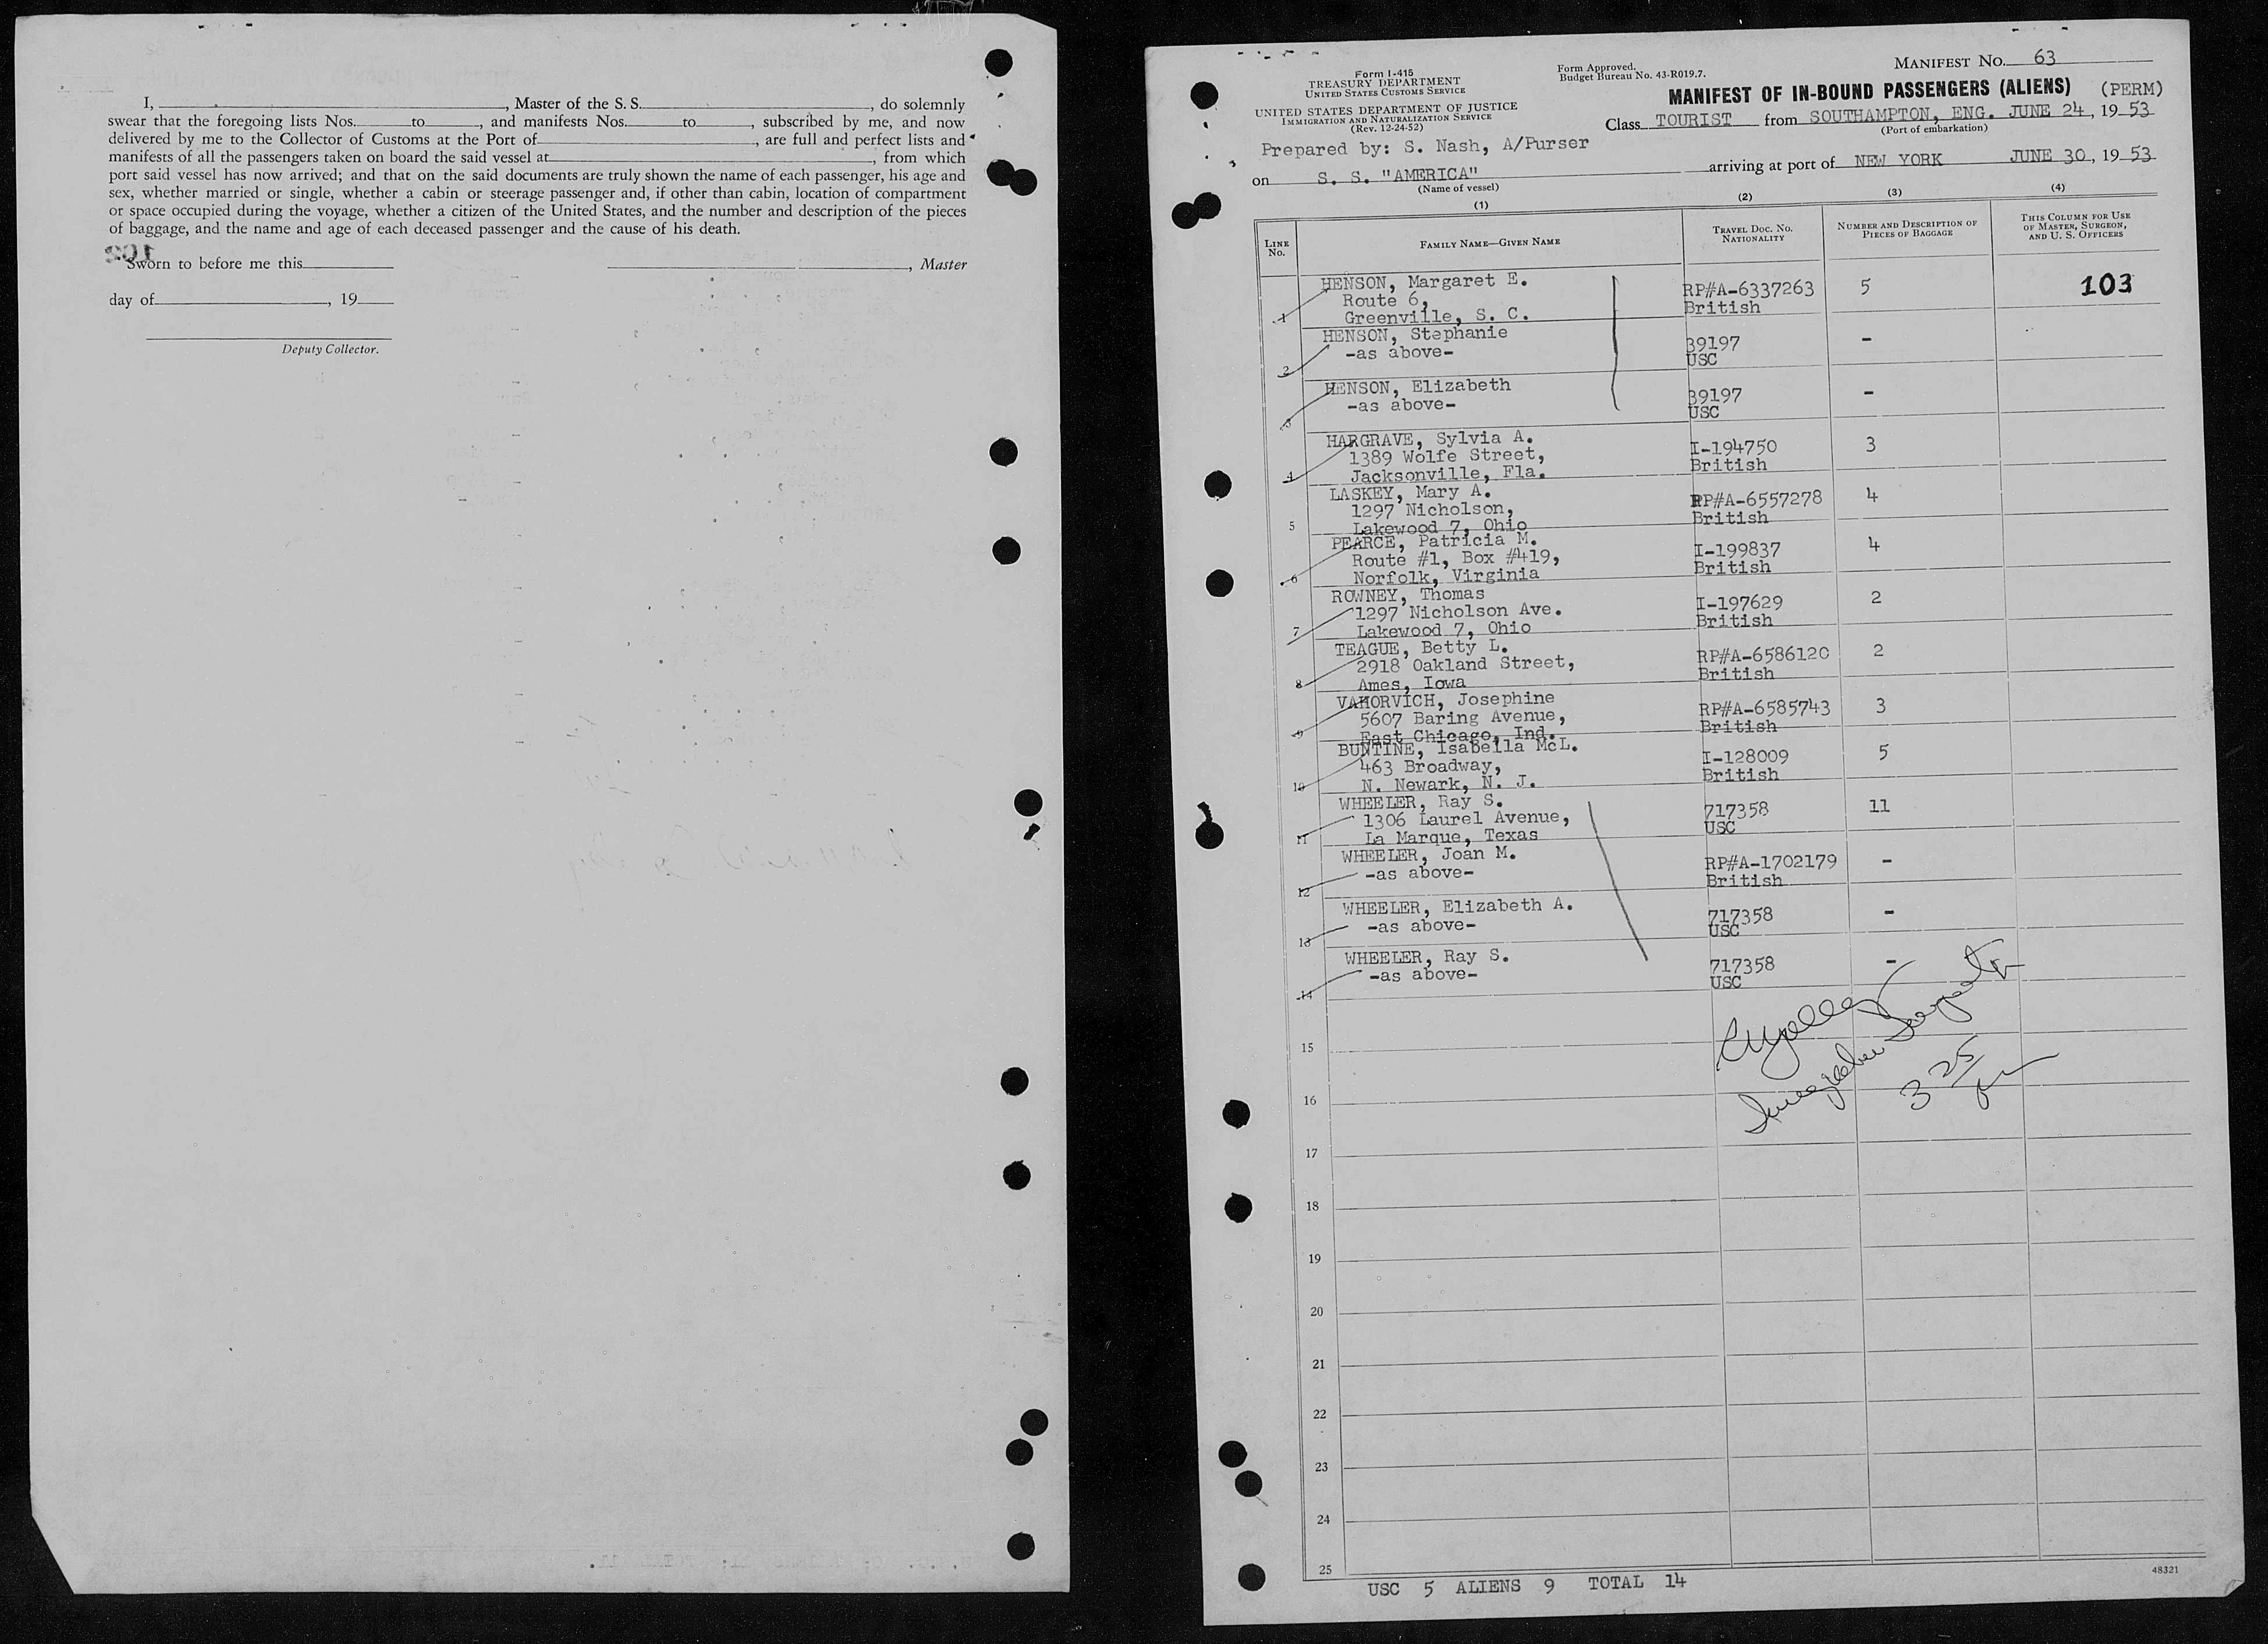 I, ________, Master of the S. S. ________, do solemnly
swear that the foregoing lists Nos. ____ to ____, and manifests Nos. ____ to ____, subscribed by me, and now
delivered by me to the Collector of Customs at the Port of ________, are full and perfect lists and
manifests of all the passengers taken on board the said vessel at ________, from which
port said vessel has now arrived; and that on the said documents are truly shown the name of each passenger, his age and
sex, whether married or single, whether a cabin or steerage passenger and, if other than cabin, location of compartment
or space occupied during the voyage, whether a citizen of the United States, and the number and description of the pieces
of baggage, and the name and age of each deceased passenger and the cause of his death.
Sworn to before me this ________ ________, Master
day of ________, 19____
Deputy Collector.
Form I-415
TREASURY DEPARTMENT
UNITED STATES CUSTOMS SERVICE
UNITED STATES DEPARTMENT OF JUSTICE
IMMIGRATION AND NATURALIZATION SERVICE
(Rev. 12-24-52)
Form Approved.
Budget Bureau No. 43-R019.7.
MANIFEST NO. 63
MANIFEST OF IN-BOUND PASSENGERS (ALIENS) (PERM)
Class TOURIST from SOUTHAMPTON, ENG. JUNE 24, 1953
(Port of embarkation)
Prepared by: S. Nash, A/Purser
on S. S. "AMERICA" arriving at port of NEW YORK JUNE 30, 1953
(Name of vessel)
(1) (2) (3) (4)
LINE No. FAMILY NAME—GIVEN NAME TRAVEL DOC. NO. NATIONALITY NUMBER AND DESCRIPTION OF PIECES OF BAGGAGE THIS COLUMN FOR USE OF MASTER, SURGEON, AND U. S. OFFICERS
HENSON, Margaret E. RP#A-6337263 5 103
Route 6, British
1 Greenville, S. C.
HENSON, Stephanie 39197 -
-as above- USC
2
HENSON, Elizabeth 39197 -
-as above- USC
3
HARGRAVE, Sylvia A. I-194750 3
1389 Wolfe Street, British
4 Jacksonville, Fla.
LASKEY, Mary A. RP#A-6557278 4
1297 Nicholson, British
5 Lakewood 7, Ohio
PEARCE, Patricia M. I-199837 4
Route #1, Box #419, British
6 Norfolk, Virginia
ROWNEY, Thomas I-197629 2
1297 Nicholson Ave. British
7 Lakewood 7, Ohio
TEAGUE, Betty L. RP#A-6586120 2
2918 Oakland Street, British
8 Ames, Iowa
VAHORVICH, Josephine RP#A-6585743 3
5607 Baring Avenue, British
9 East Chicago, Ind.
BUNTINE, Isabella McL. I-128009 5
463 Broadway, British
10 N. Newark, N. J.
WHEELER, Ray S. 717358 11
1306 Laurel Avenue, USC
11 La Marque, Texas
WHEELER, Joan M. RP#A-1702179 -
-as above- British
12
WHEELER, Elizabeth A. 717358 -
-as above- USC
13
WHEELER, Ray S. 717358 -
-as above- USC
14
15
Inspector
3 25
16
17
18
19
20
21
22
23
24
25
48321
USC 5 ALIENS 9 TOTAL 14